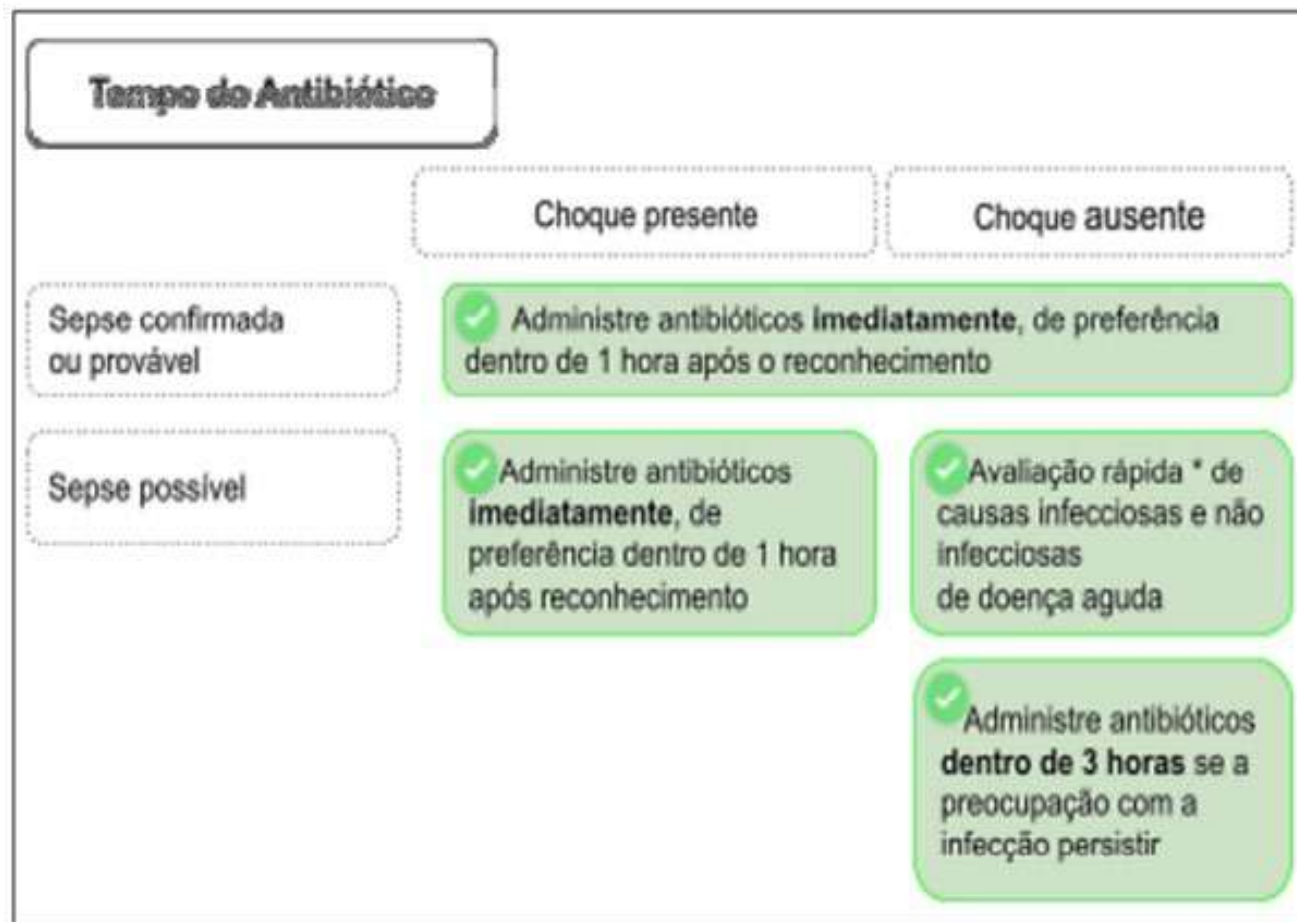 Tempo do Antibiótico
Choque presente
Choque ausente
Sepse confirmada
ou provável
Administre antibióticos imediatamente, de preferência
dentro de 1 hora após o reconhecimento
Sepse possível
Administre antibióticos
imediatamente, de
preferência dentro de 1 hora
após reconhecimento
Avaliação rápida * de
causas infecciosas e não
infecciosas
de doença aguda
Administre antibióticos
dentro de 3 horas se a
preocupação com a
infecção persistir